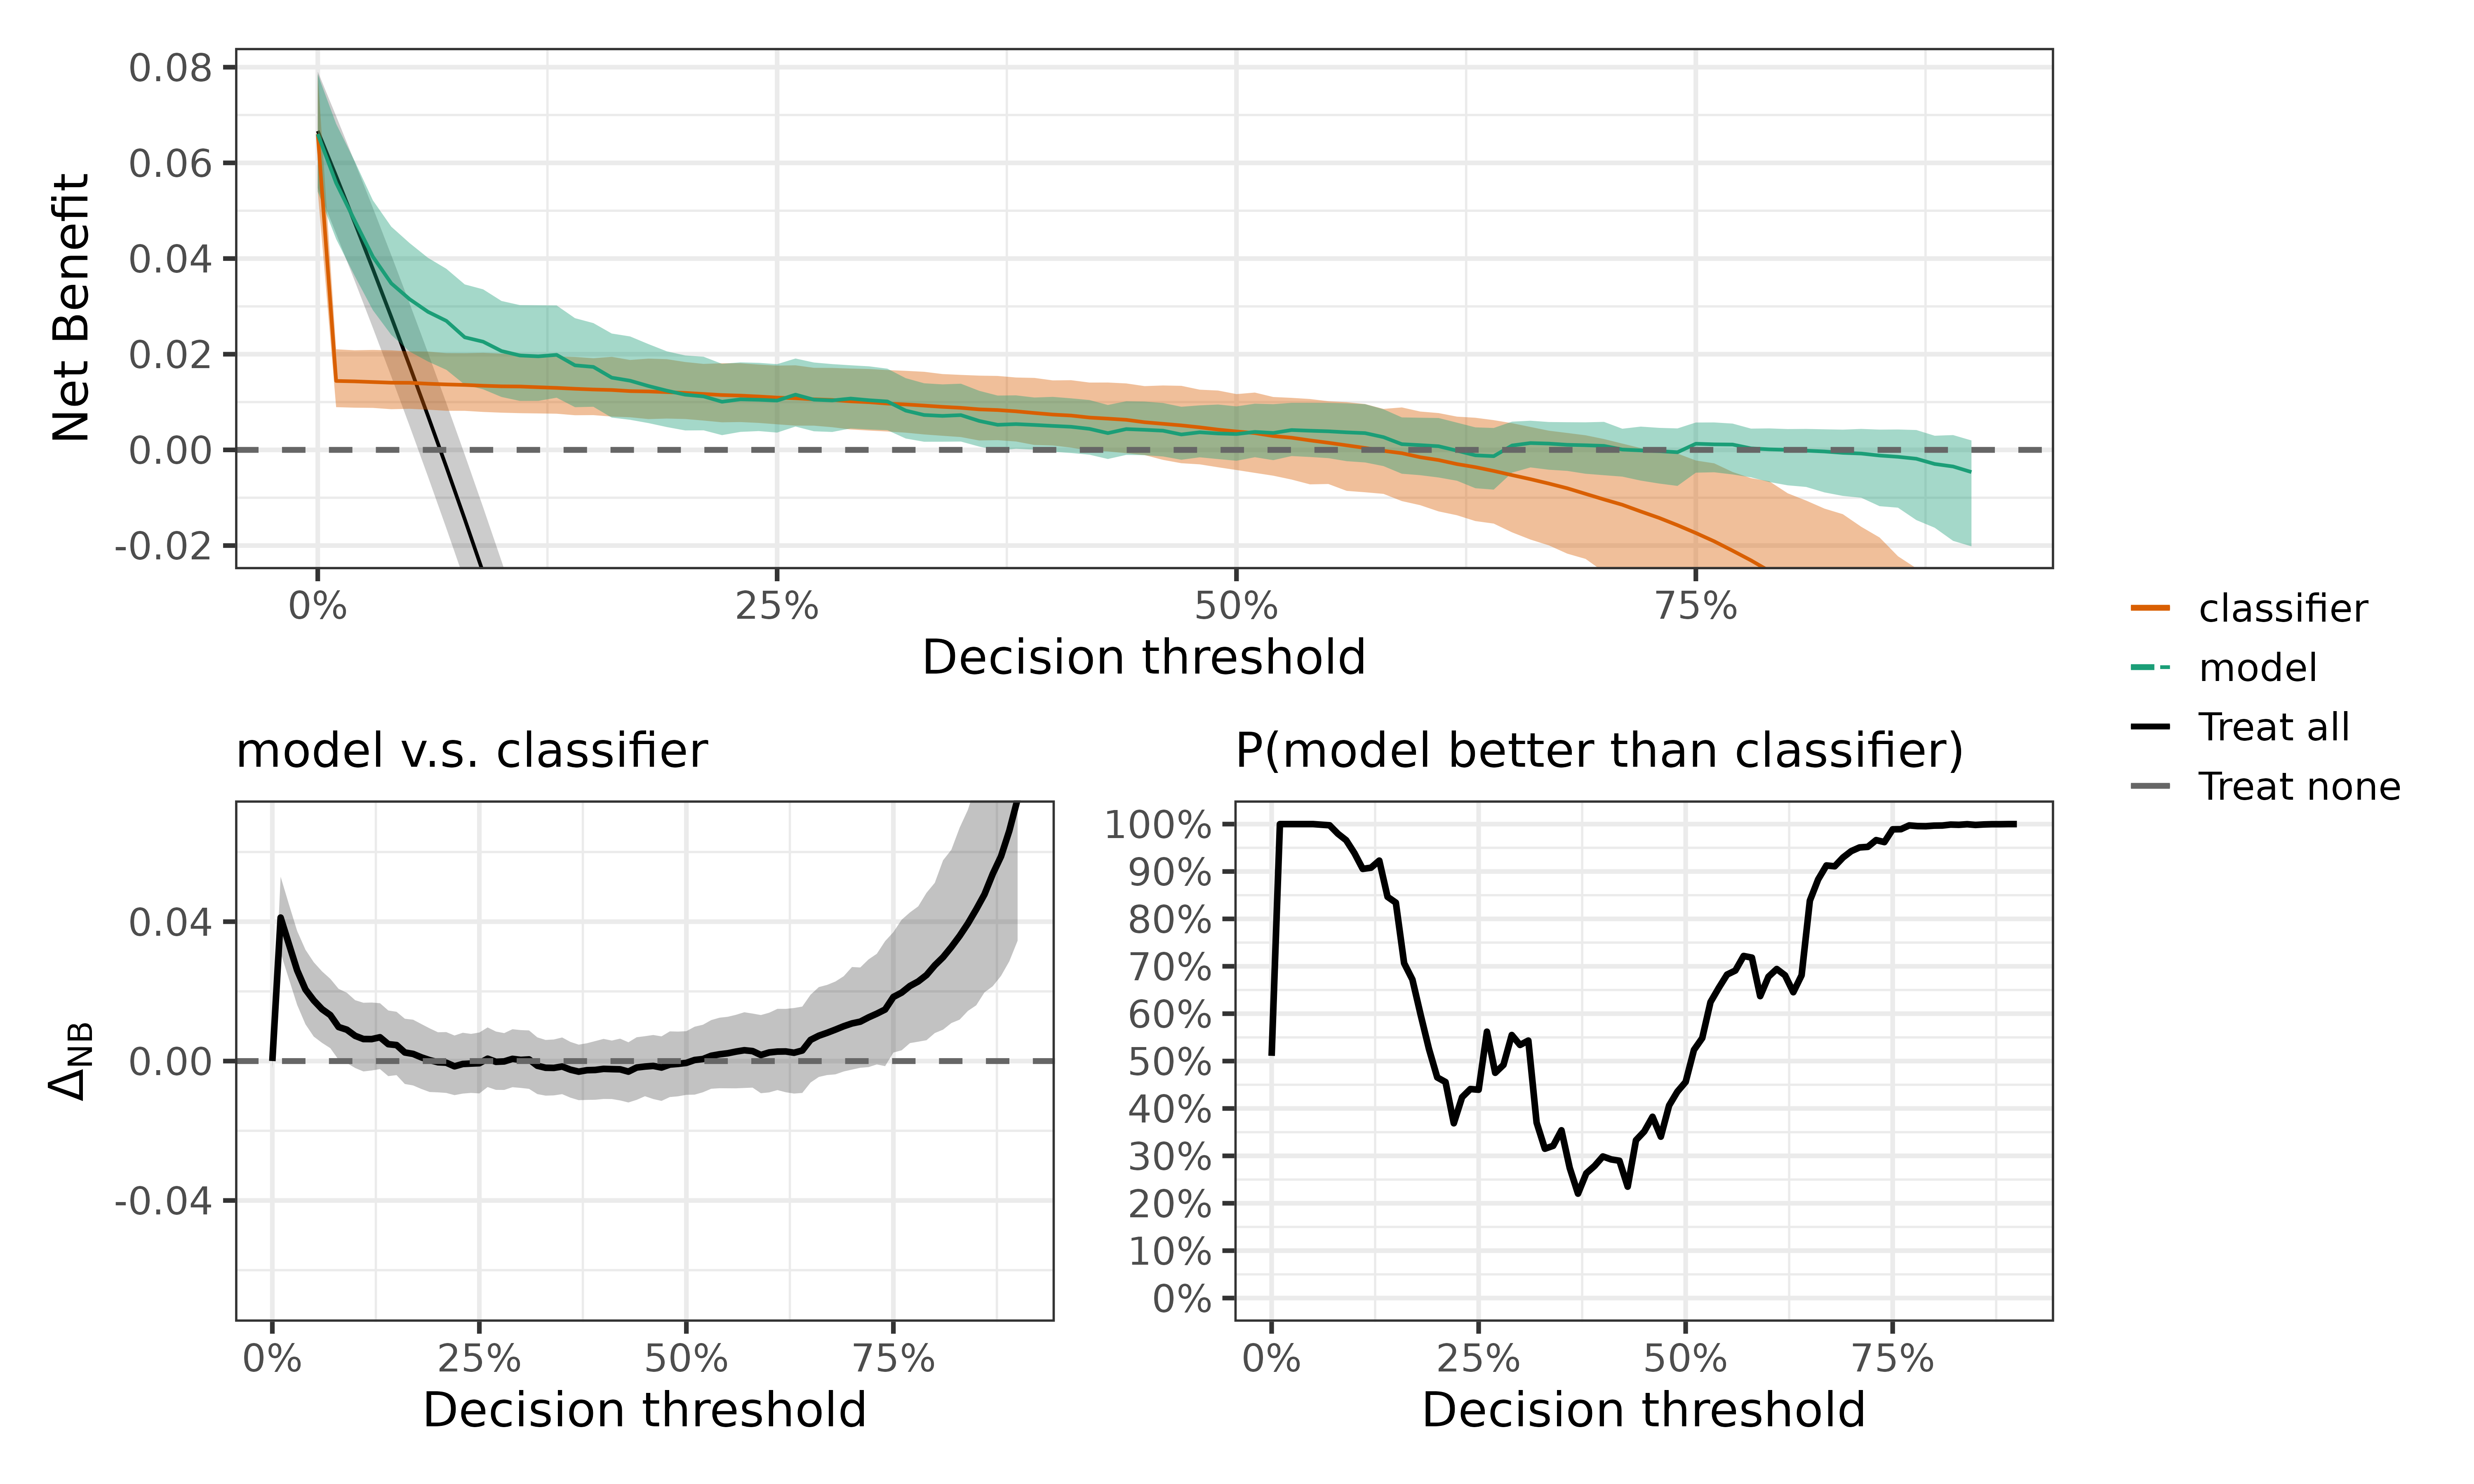 Net Benefit
0.08
0.06
0.04
0.02
0.00
-0.02
0% 25% 50% 75%
Decision threshold
classifier
model
Treat all
Treat none
model v.s. classifier
ΔNB
0.04
0.00
-0.04
0% 25% 50% 75%
Decision threshold
P(model better than classifier)
100%
90%
80%
70%
60%
50%
40%
30%
20%
10%
0%
0% 25% 50% 75%
Decision threshold